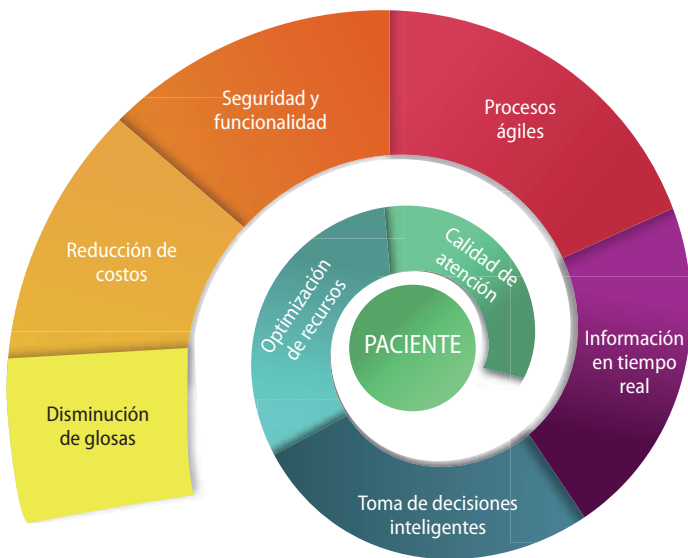 Seguridad y
funcionalidad
Procesos
ágiles
Reducción de
costos
Calidad de
atención
Optimización
de recursos
PACIENTE
Información
en tiempo
real
Disminución
de glosas
Toma de decisiones
inteligentes